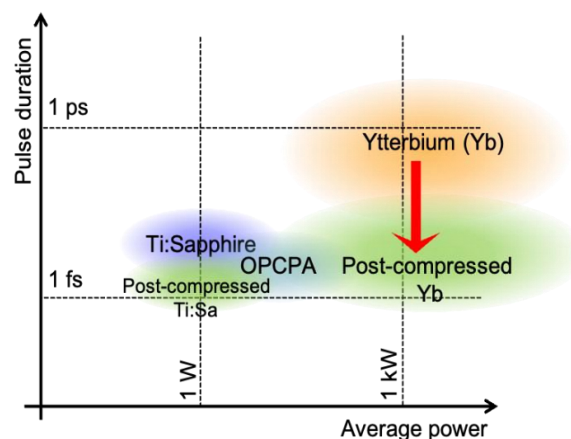 Pulse duration
1 ps
Ytterbium (Yb)
Ti:Sapphire
OPCPA
Post-compressed
Yb
1 fs
Post-compressed
Ti:Sa
1 W
1 kW
Average power